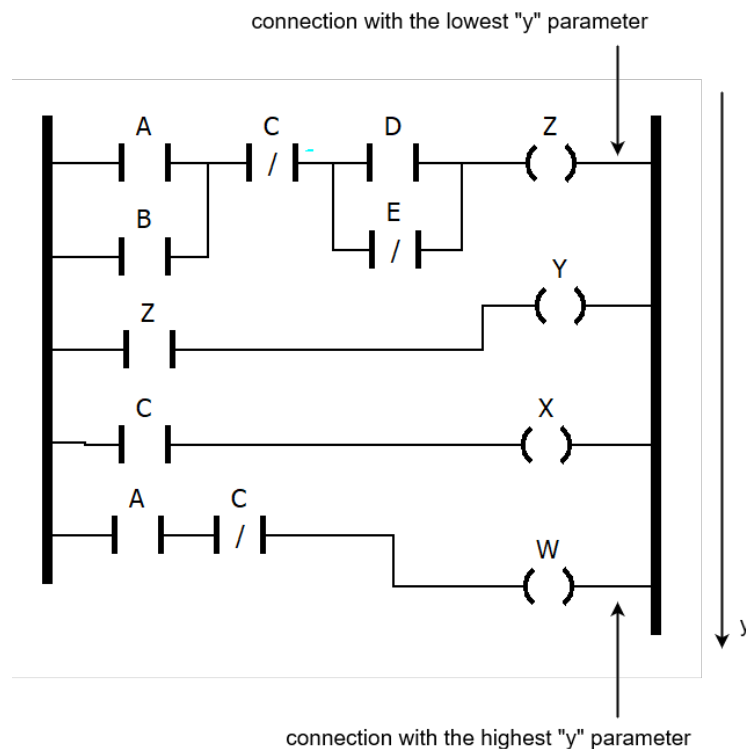 connection with the lowest "y" parameter
A C D Z
/
B E
/
Y
Z
C X
A C
/
W
y
connection with the highest "y" parameter